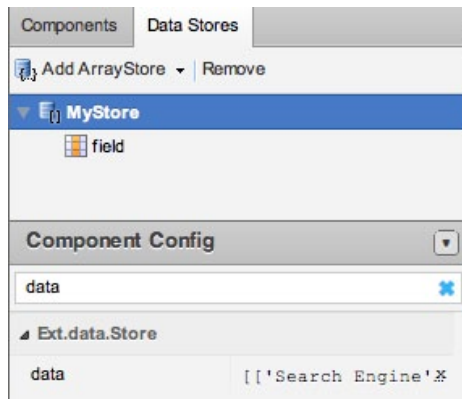 Components Data Stores
Add ArrayStore Remove
MyStore
field
Component Config
data
Ext.data.Store
data [['Search Engine'